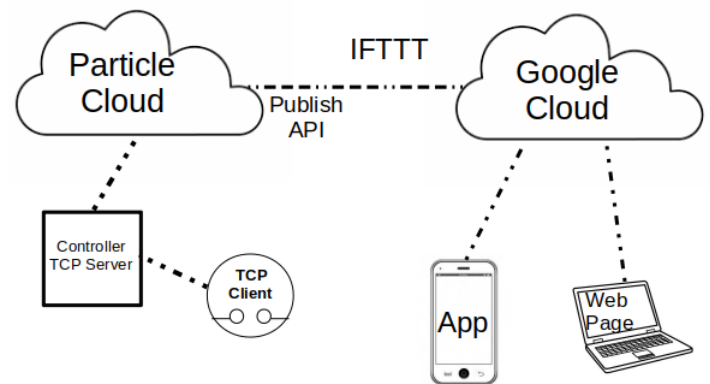 IFTTT
Particle
Cloud
Google
Cloud
Publish
API
Controller
TCP Server
TCP
Client
App
Web
Page